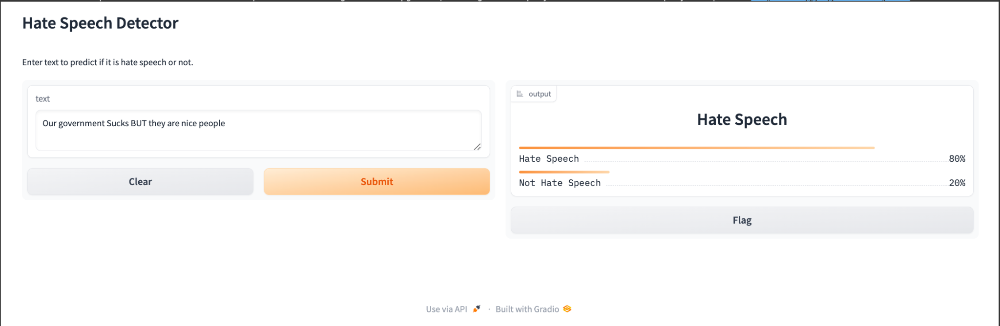 Hate Speech Detector
Enter text to predict if it is hate speech or not.
text
Our government Sucks BUT they are nice people
Clear
Submit
output
Hate Speech
Hate Speech 80%
Not Hate Speech 20%
Flag
Use via API · Built with Gradio